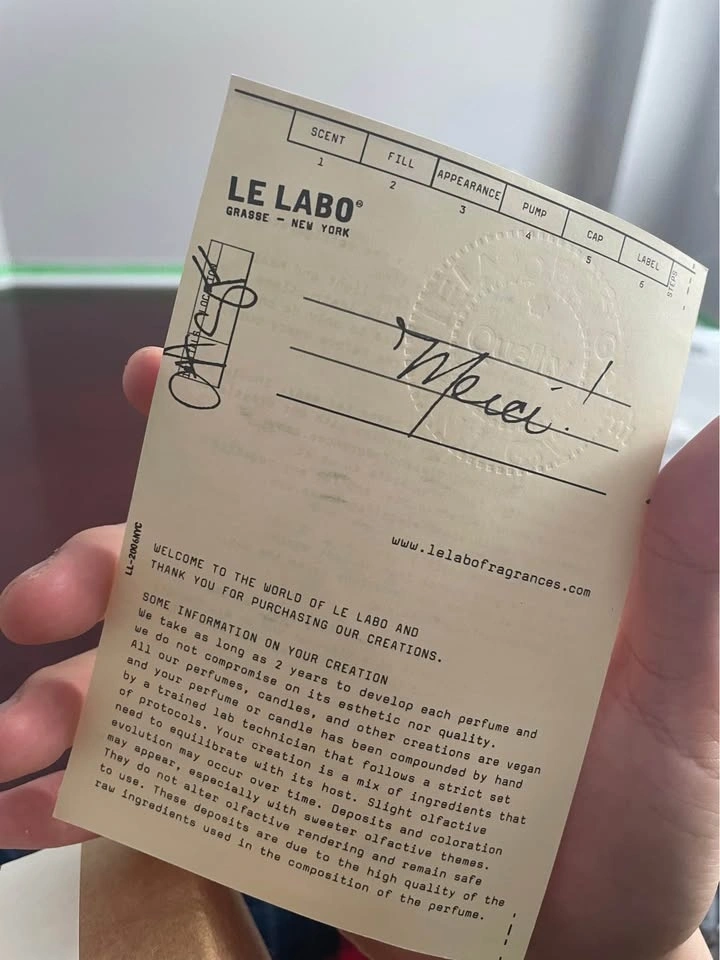 SCENT FILL APPEARANCE PUMP CAP LABEL
1 2 3 4 5 6 STEPS
LE LABO®
GRASSE — NEW YORK
Quality
Merci!
www.lelabofragrances.com
LL-2006NYC
WELCOME TO THE WORLD OF LE LABO AND
THANK YOU FOR PURCHASING OUR CREATIONS.
SOME INFORMATION ON YOUR CREATION
We take as long as 2 years to develop each perfume and
we do not compromise on its esthetic nor quality.
All our perfumes, candles, and other creations are vegan
and your perfume or candle has been compounded by hand
by a trained lab technician that follows a strict set
of protocols. Your creation is a mix of ingredients that
need to equilibrate with its host. Slight olfactive
evolution may occur over time. Deposits and coloration
may appear, especially with sweeter olfactive themes.
They do not alter olfactive rendering and remain safe
to use. These deposits are due to the high quality of the
raw ingredients used in the composition of the perfume.